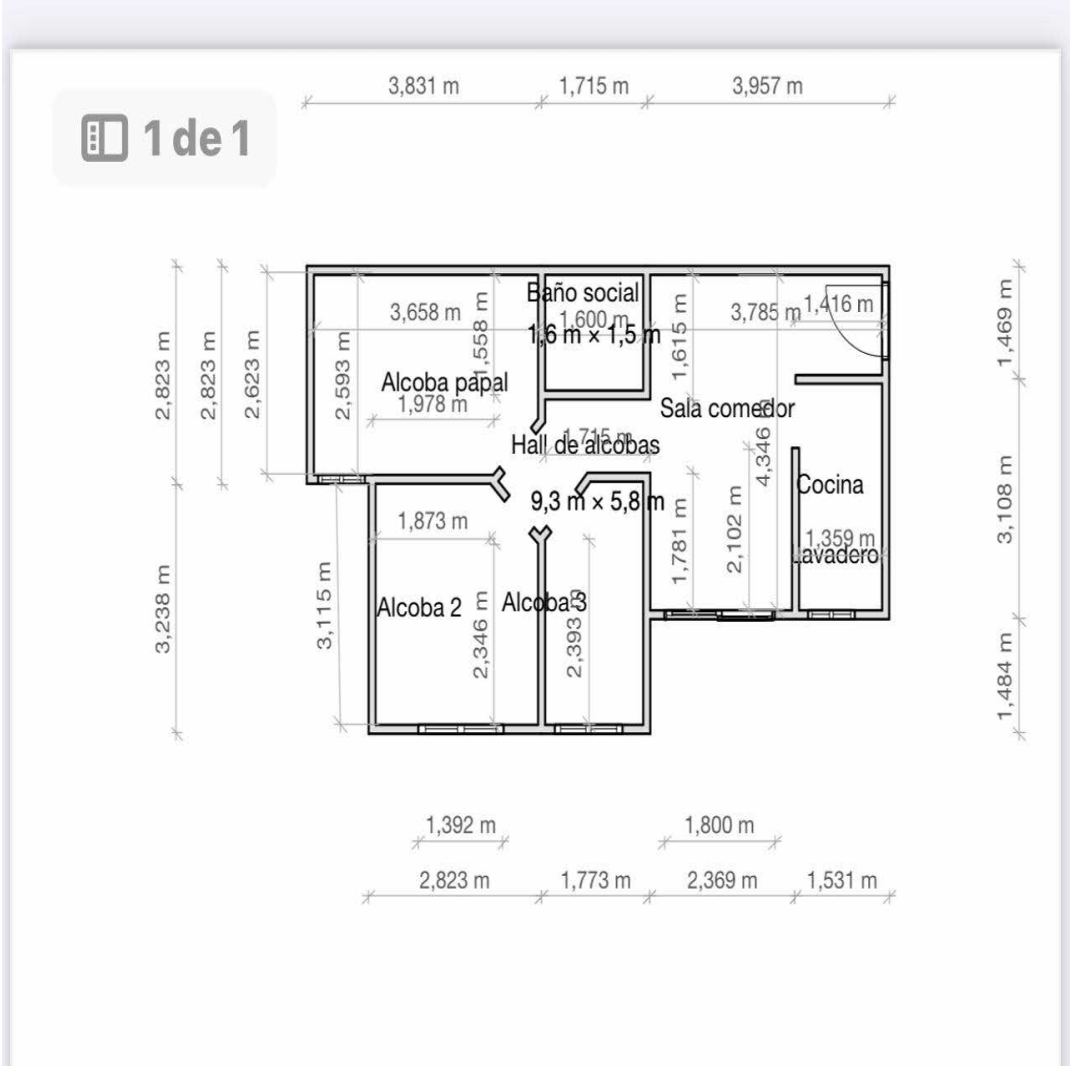 3,831 m 1,715 m 3,957 m
1 de 1
Baño social
3,658 m 1,600 m 3,785 m 1,416 m
1,6 m × 1,5 m
1,469 m
2,823 m
2,823 m
2,623 m
2,593 m
1,558 m
1,615 m
Alcoba papal
1,978 m
Sala comedor
Hall de alcobas
1,715 m
4,346 m
Cocina
9,3 m × 5,8 m
1,873 m
1,781 m
2,102 m
1,359 m
Lavadero
3,108 m
3,238 m
3,115 m
Alcoba 2
2,346 m
Alcoba 3
2,393 m
1,484 m
1,392 m 1,800 m
2,823 m 1,773 m 2,369 m 1,531 m